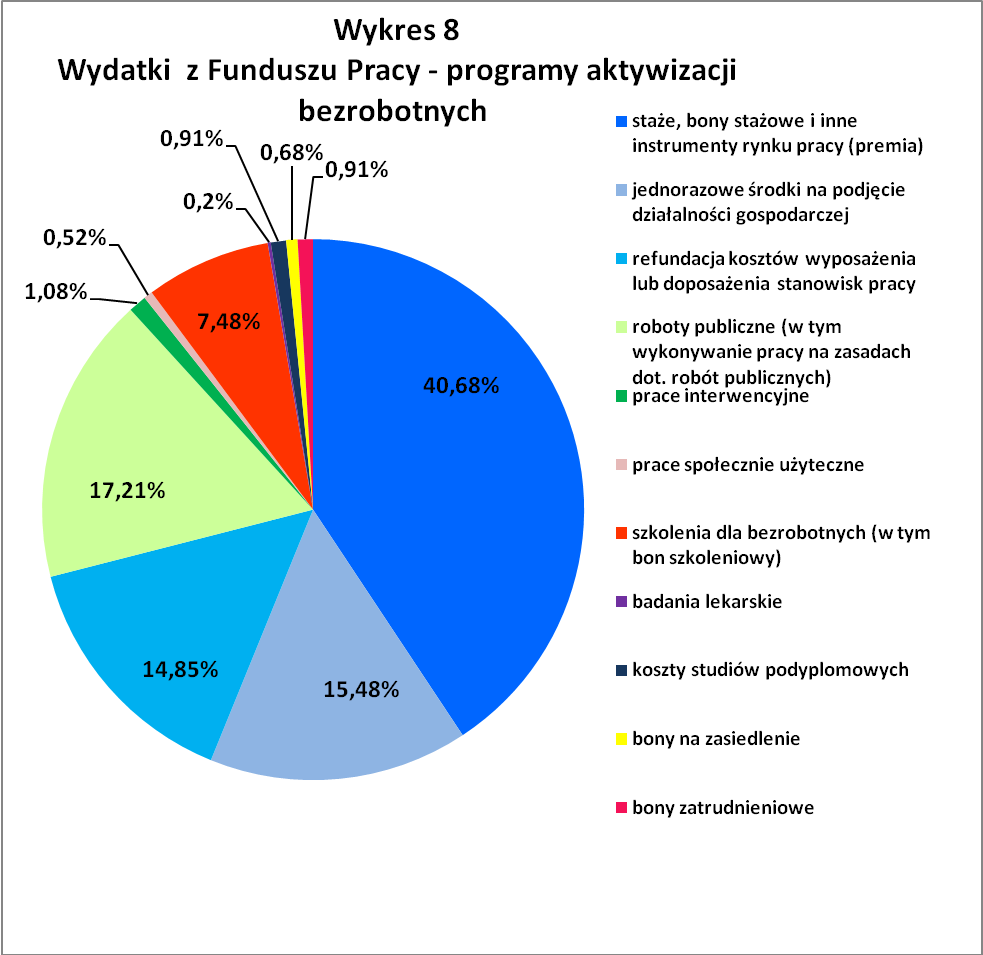 Wykres 8
Wydatki z Funduszu Pracy - programy aktywizacji
bezrobotnych
0,91%
0,68%
0,91%
0,2%
0,52%
1,08%
7,48%
40,68%
17,21%
14,85%
15,48%
staże, bony stażowe i inne
instrumenty rynku pracy (premia)
jednorazowe środki na podjęcie
działalności gospodarczej
refundacja kosztów wyposażenia
lub doposażenia stanowisk pracy
roboty publiczne (w tym
wykonywanie pracy na zasadach
dot. robót publicznych)
prace interwencyjne
prace społecznie użyteczne
szkolenia dla bezrobotnych (w tym
bon szkoleniowy)
badania lekarskie
koszty studiów podyplomowych
bony na zasiedlenie
bony zatrudnieniowe